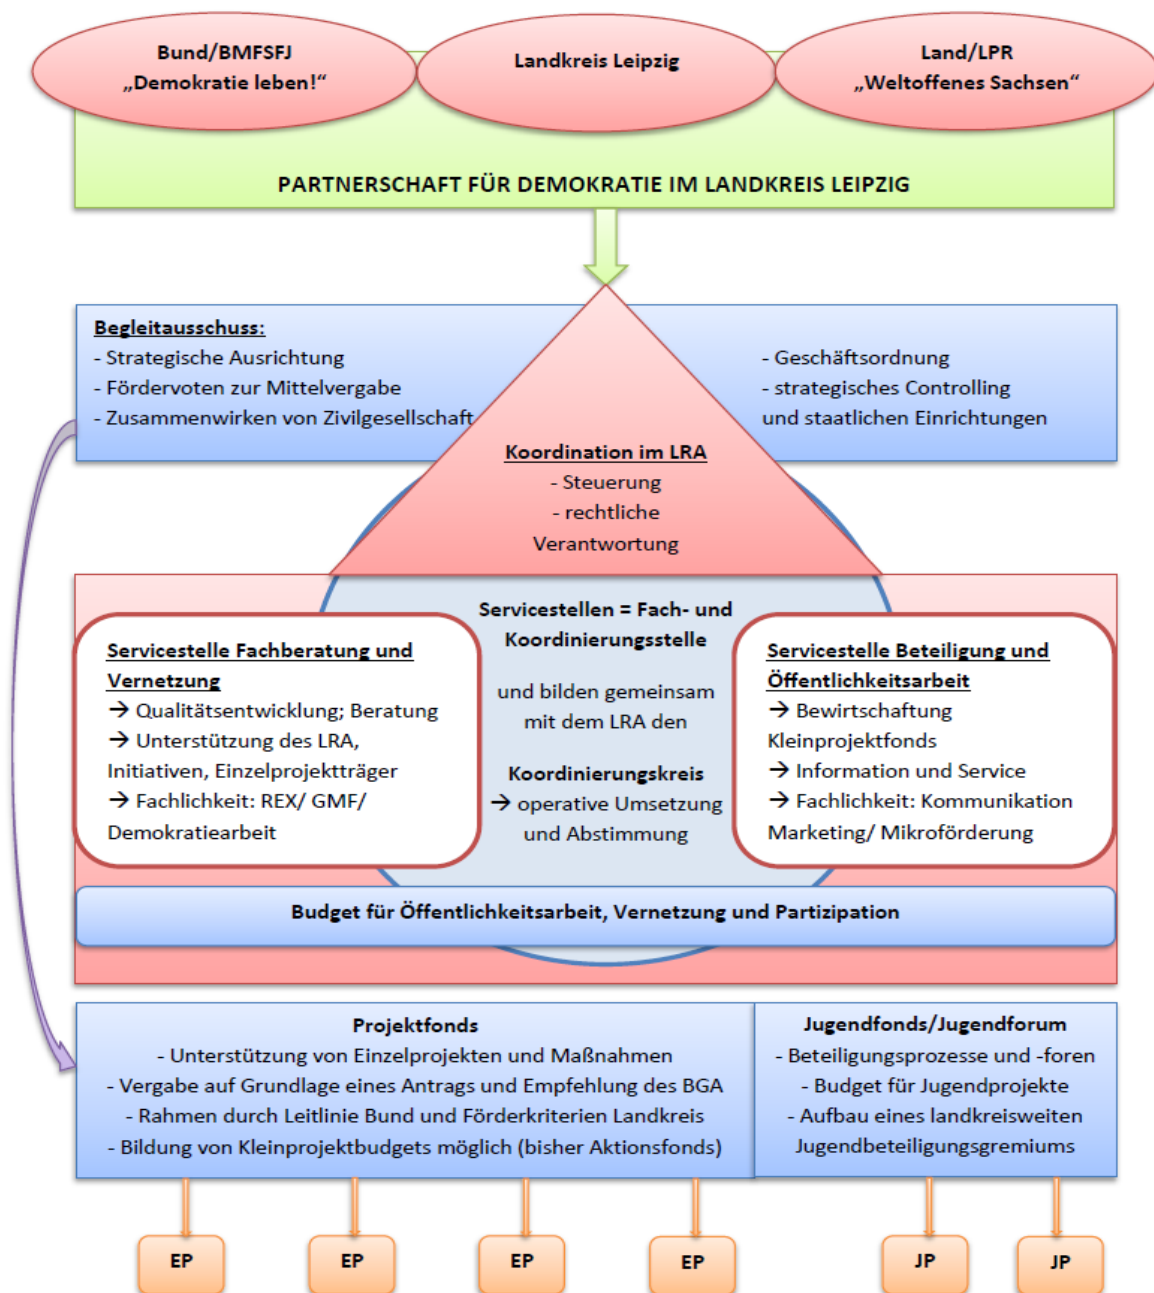 Bund/BMFSFJ
„Demokratie leben!“
Landkreis Leipzig
Land/LPR
„Weltoffenes Sachsen“
PARTNERSCHAFT FÜR DEMOKRATIE IM LANDKREIS LEIPZIG
Begleitausschuss:
- Strategische Ausrichtung
- Fördervoten zur Mittelvergabe
- Zusammenwirken von Zivilgesellschaft
- Geschäftsordnung
- strategisches Controlling
und staatlichen Einrichtungen
Koordination im LRA
- Steuerung
- rechtliche
Verantwortung
Servicestelle Fachberatung und
Vernetzung
→ Qualitätsentwicklung; Beratung
→ Unterstützung des LRA,
Initiativen, Einzelprojektträger
→ Fachlichkeit: REX/ GMF/
Demokratiearbeit
Servicestellen = Fach- und
Koordinierungsstelle
und bilden gemeinsam
mit dem LRA den
Koordinierungskreis
→ operative Umsetzung
und Abstimmung
Servicestelle Beteiligung und
Öffentlichkeitsarbeit
→ Bewirtschaftung
Kleinprojektfonds
→ Information und Service
→ Fachlichkeit: Kommunikation
Marketing/ Mikroförderung
Budget für Öffentlichkeitsarbeit, Vernetzung und Partizipation
Projektfonds
- Unterstützung von Einzelprojekten und Maßnahmen
- Vergabe auf Grundlage eines Antrags und Empfehlung des BGA
- Rahmen durch Leitlinie Bund und Förderkriterien Landkreis
- Bildung von Kleinprojektbudgets möglich (bisher Aktionsfonds)
Jugendfonds/Jugendforum
- Beteiligungsprozesse und -foren
- Budget für Jugendprojekte
- Aufbau eines landkreisweiten
Jugendbeteiligungsgremiums
EP
EP
EP
EP
JP
JP